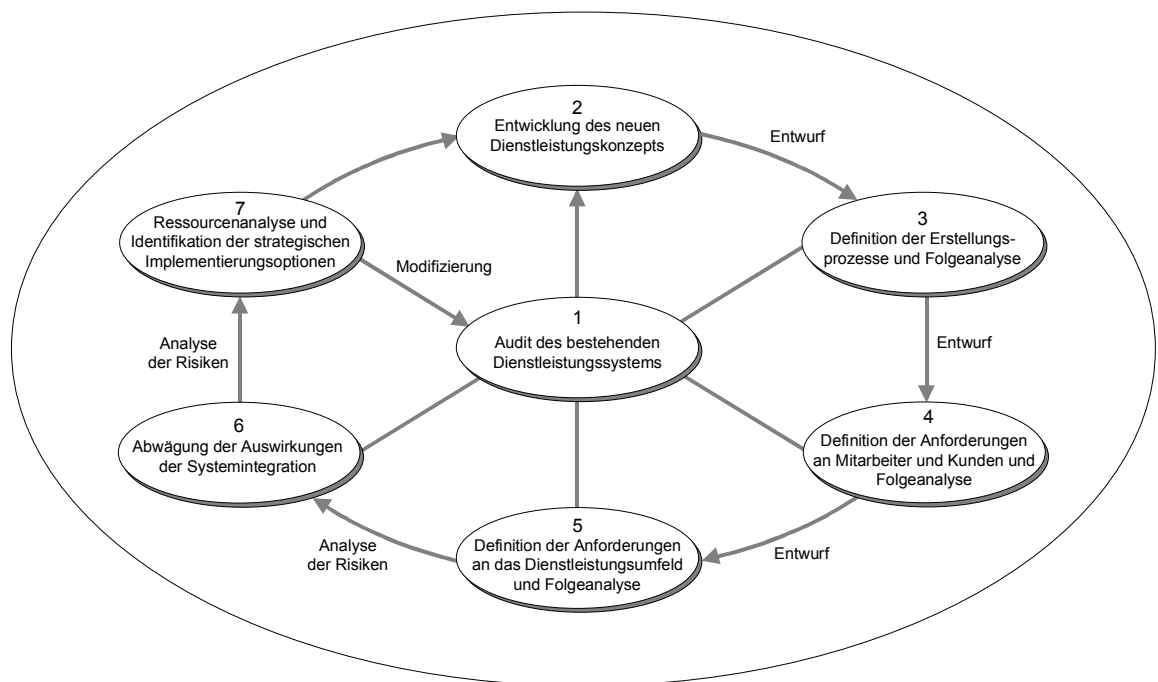 2
Entwicklung des neuen
Dienstleistungskonzepts
Entwurf
7
Ressourcenanalyse und
Identifikation der strategischen
Implementierungsoptionen
3
Definition der Erstellungs-
prozesse und Folgeanalyse
Modifizierung
1
Audit des bestehenden
Dienstleistungssystems
Analyse
der Risiken
Entwurf
6
Abwägung der Auswirkungen
der Systemintegration
4
Definition der Anforderungen
an Mitarbeiter und Kunden und
Folgeanalyse
5
Definition der Anforderungen
an das Dienstleistungsumfeld
und Folgeanalyse
Analyse
der Risiken
Entwurf